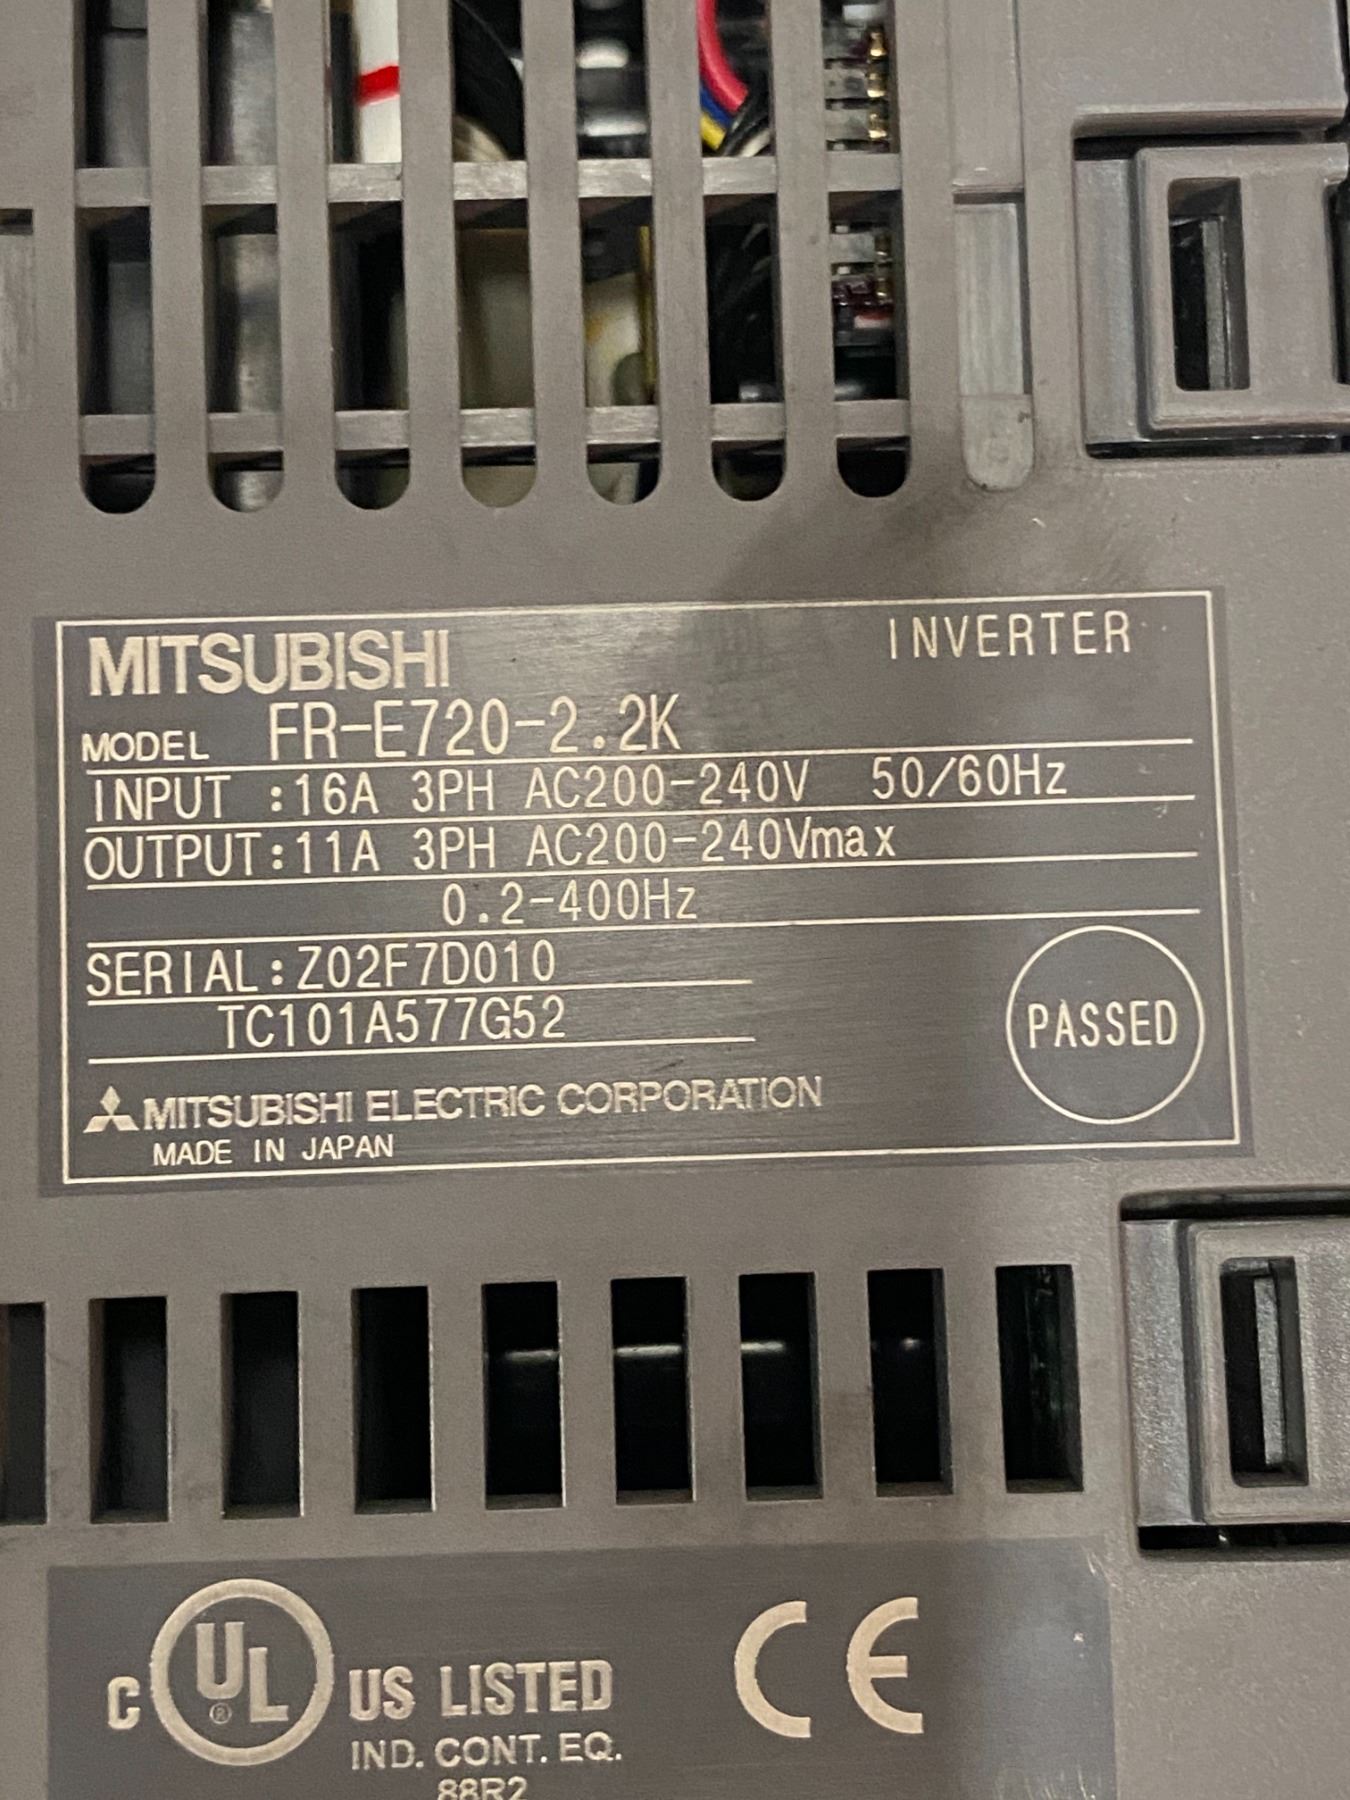 MITSUBISHI INVERTER
MODEL FR-E720-2.2K
INPUT :16A 3PH AC200-240V 50/60Hz
OUTPUT:11A 3PH AC200-240Vmax
0.2-400Hz
SERIAL:Z02F7D010
TC101A577G52
PASSED
MITSUBISHI ELECTRIC CORPORATION
MADE IN JAPAN
C UL® US LISTED CE
IND. CONT. EQ.
88R2